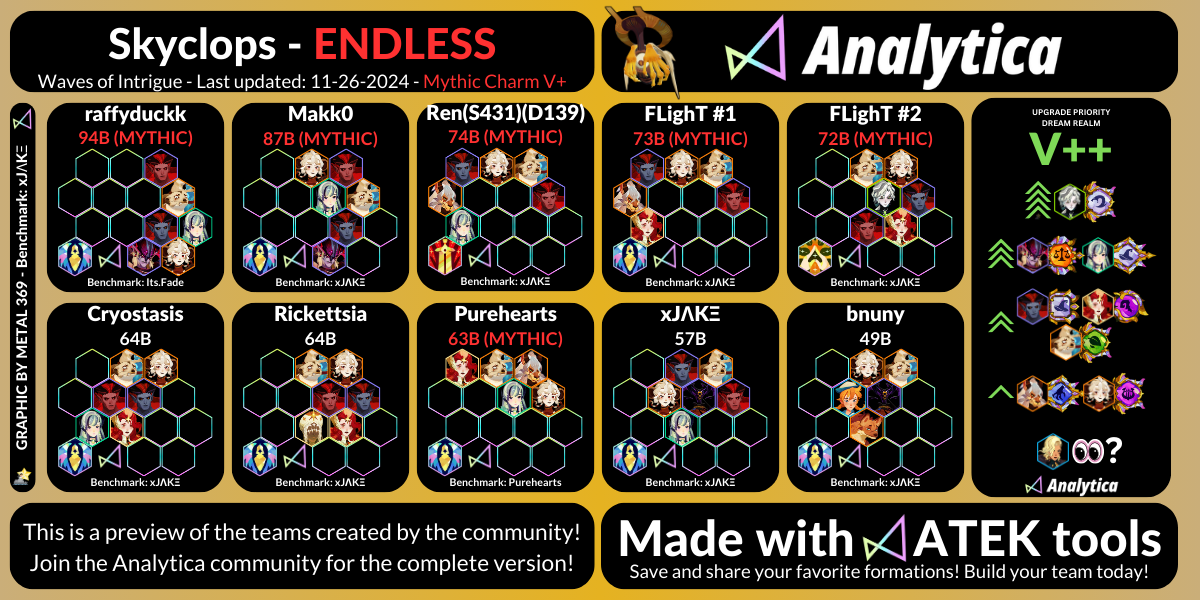 Skyclops - ENDLESS
Waves of Intrigue - Last updated: 11-26-2024 - Mythic Charm V+
Analytica
GRAPHIC BY METAL 369 - Benchmark: xJΛKΞ
raffyduckk
94B (MYTHIC)
Benchmark: Its.Fade
Makk0
87B (MYTHIC)
Benchmark: xJΛKΞ
Ren(S431)(D139)
74B (MYTHIC)
Benchmark: xJΛKΞ
FLighT #1
73B (MYTHIC)
Benchmark: xJΛKΞ
FLighT #2
72B (MYTHIC)
Benchmark: xJΛKΞ
Cryostasis
64B
Benchmark: xJΛKΞ
Rickettsia
64B
Benchmark: xJΛKΞ
Purehearts
63B (MYTHIC)
Benchmark: Purehearts
xJΛKΞ
57B
Benchmark: xJΛKΞ
bnuny
49B
Benchmark: xJΛKΞ
UPGRADE PRIORITY
DREAM REALM
V++
?
Analytica
This is a preview of the teams created by the community!
Join the Analytica community for the complete version!
Made with ATEK tools
Save and share your favorite formations! Build your team today!